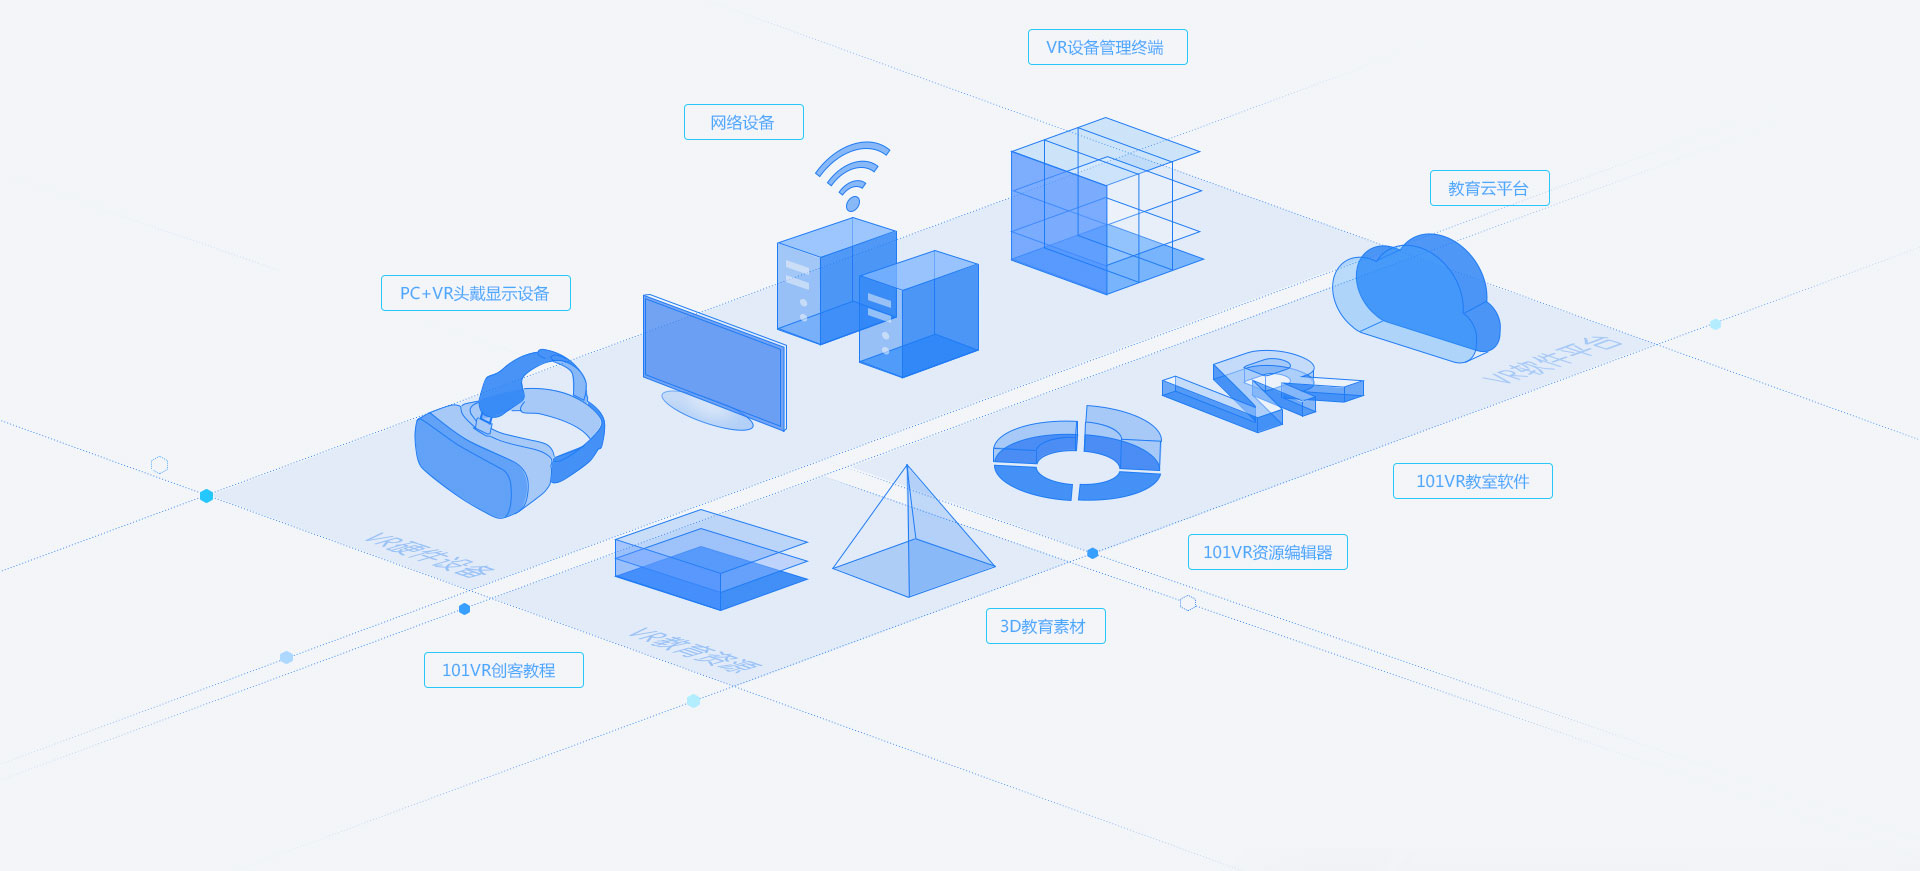 VR设备管理终端
网络设备
教育云平台
PC+VR头戴显示设备
VR软件平台
101VR教室软件
VR硬件设备
101VR资源编辑器
3D教育素材
VR教育资源
101VR创客教程
VR